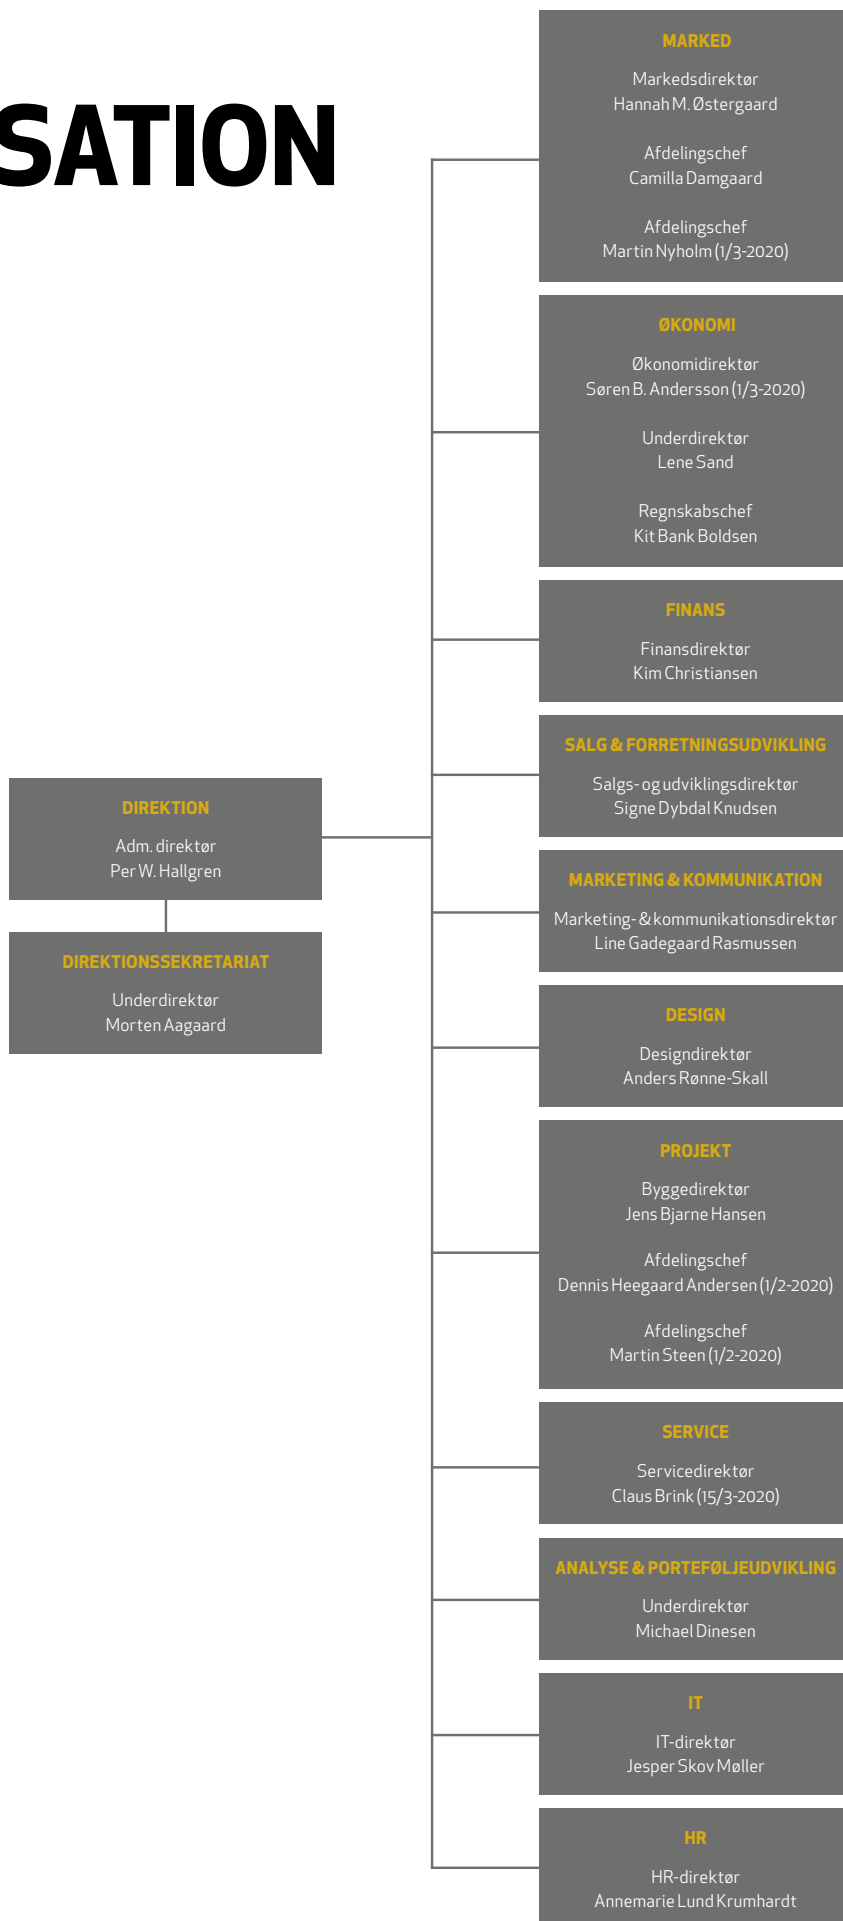 SATION
DIREKTION
Adm. direktør
Per W. Hallgren
DIREKTIONSSEKRETARIAT
Underdirektør
Morten Aagaard
MARKED
Markedsdirektør
Hannah M. Østergaard
Afdelingschef
Camilla Damgaard
Afdelingschef
Martin Nyholm (1/3-2020)
ØKONOMI
Økonomidirektør
Søren B. Andersson (1/3-2020)
Underdirektør
Lene Sand
Regnskabschef
Kit Bank Boldsen
FINANS
Finansdirektør
Kim Christiansen
SALG & FORRETNINGSUDVIKLING
Salgs- og udviklingsdirektør
Signe Dybdal Knudsen
MARKETING & KOMMUNIKATION
Marketing- & kommunikationsdirektør
Line Gadegaard Rasmussen
DESIGN
Designdirektør
Anders Rønne-Skall
PROJEKT
Byggedirektør
Jens Bjarne Hansen
Afdelingschef
Dennis Heegaard Andersen (1/2-2020)
Afdelingschef
Martin Steen (1/2-2020)
SERVICE
Servicedirektør
Claus Brink (15/3-2020)
ANALYSE & PORTEFØLJEUDVIKLING
Underdirektør
Michael Dinesen
IT
IT-direktør
Jesper Skov Møller
HR
HR-direktør
Annemarie Lund Krumhardt